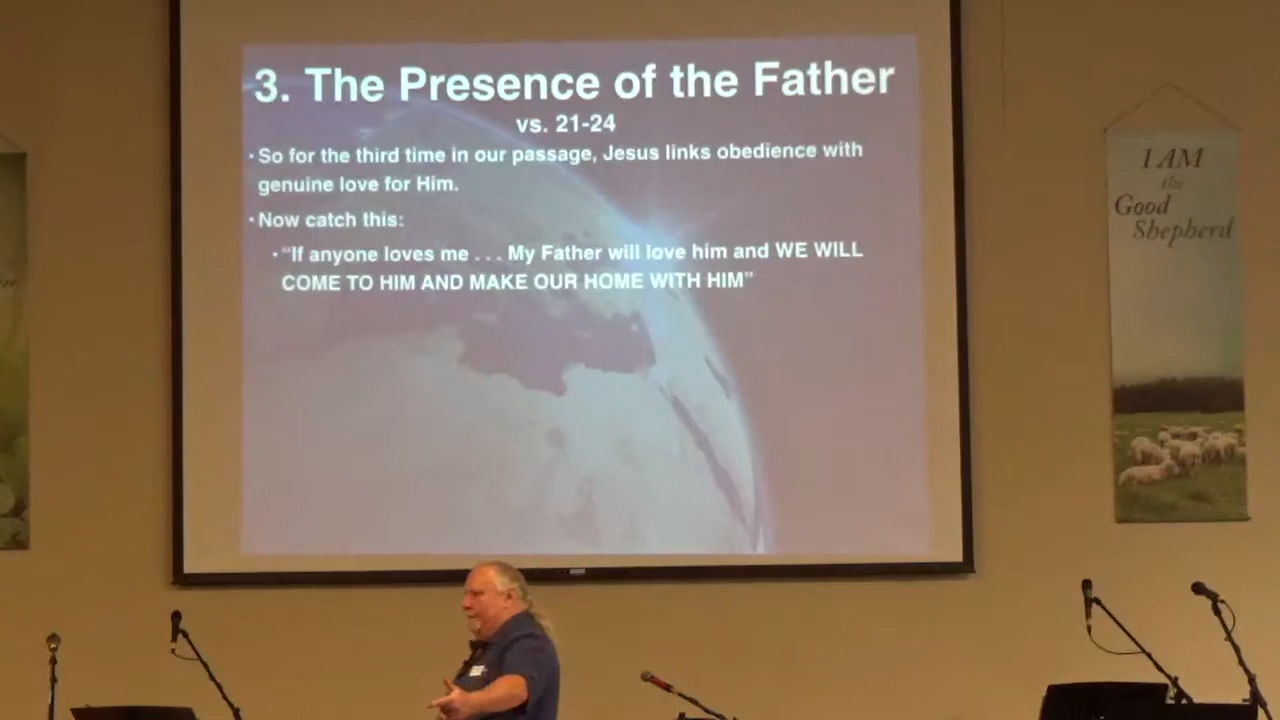 3. The Presence of the Father
vs. 21-24
• So for the third time in our passage, Jesus links obedience with
genuine love for Him.
• Now catch this:
• “If anyone loves me . . . My Father will love him and WE WILL
COME TO HIM AND MAKE OUR HOME WITH HIM”
I AM
the
Good
Shepherd